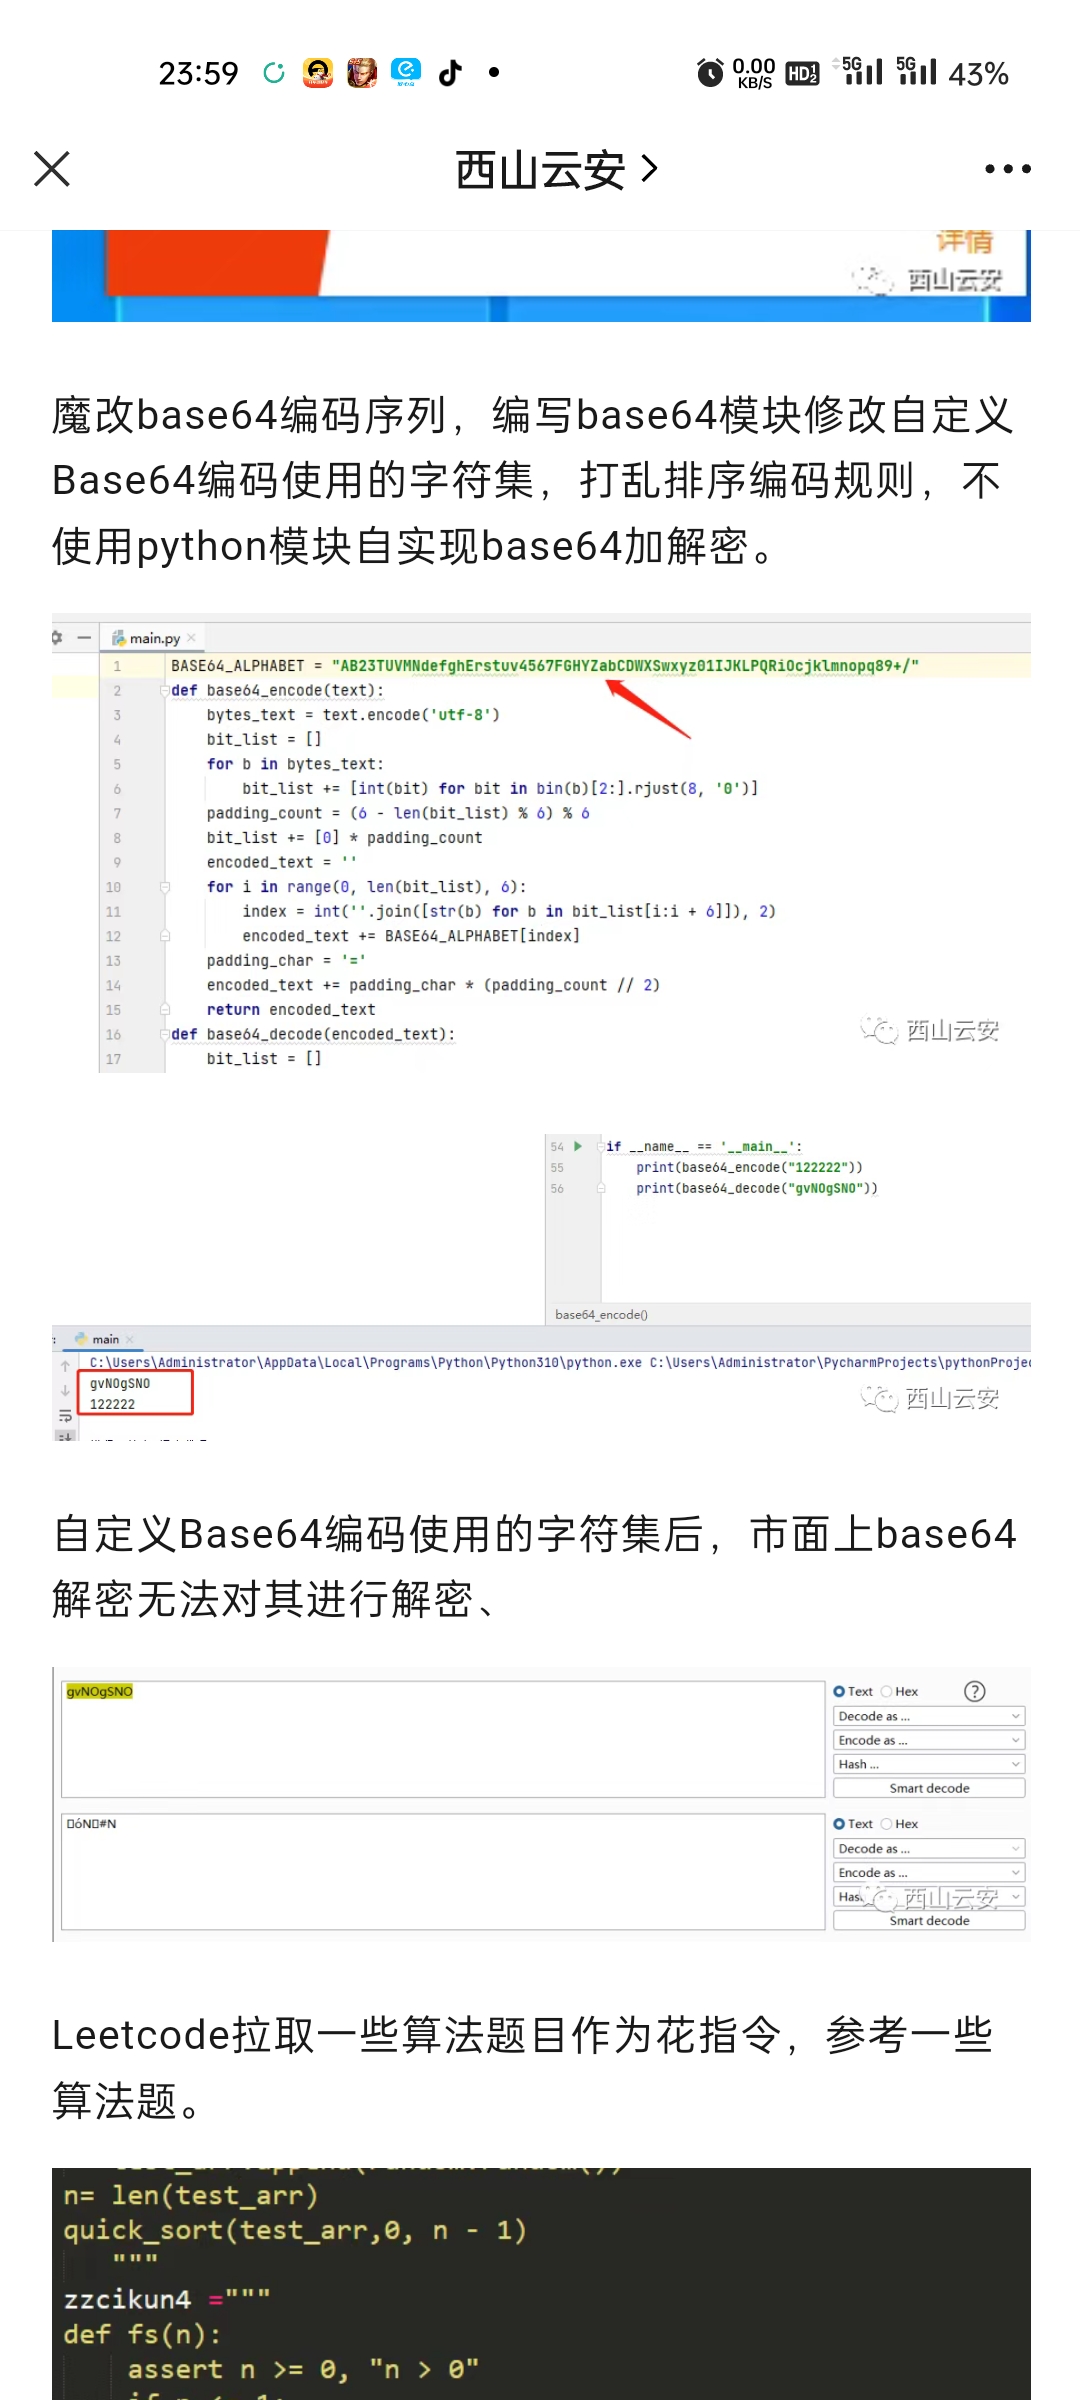 23:59
0.00 KB/S HD 1 2 5G 5G 43%
西山云安
详情
西山云安
魔改base64编码序列，编写base64模块修改自定义
Base64编码使用的字符集，打乱排序编码规则，不
使用python模块自实现base64加解密。
main.py
1 BASE64_ALPHABET = "AB23TUVMNdefghErstuv4567FGHYZabCDWXSwxyz01IJKLPQRiOcjklmnopq89+/"
2 def base64_encode(text):
3 bytes_text = text.encode('utf-8')
4 bit_list = []
5 for b in bytes_text:
6 bit_list += [int(bit) for bit in bin(b)[2:].rjust(8, '0')]
7 padding_count = (6 - len(bit_list) % 6) % 6
8 bit_list += [0] * padding_count
9 encoded_text = ''
10 for i in range(0, len(bit_list), 6):
11 index = int(''.join([str(b) for b in bit_list[i:i + 6]]), 2)
12 encoded_text += BASE64_ALPHABET[index]
13 padding_char = '='
14 encoded_text += padding_char * (padding_count // 2)
15 return encoded_text
16 def base64_decode(encoded_text):
17 bit_list = []
西山云安
54 if __name__ == '__main__':
55 print(base64_encode("122222"))
56 print(base64_decode("gvNOgSNO"))
base64_encode()
main
C:\Users\Administrator\AppData\Local\Programs\Python\Python310\python.exe C:\Users\Administrator\PycharmProjects\pythonProjec
gvNOgSNO
122222
西山云安
自定义Base64编码使用的字符集后，市面上base64
解密无法对其进行解密、
gvNOgSNO
Text Hex ?
Decode as ...
Encode as ...
Hash ...
Smart decode
□óN□#N
Text Hex
Decode as ...
Encode as ...
Has
西山云安
Smart decode
Leetcode拉取一些算法题目作为花指令，参考一些
算法题。
n= len(test_arr)
quick_sort(test_arr,0, n - 1)
"""
zzcikun4 ="""
def fs(n):
assert n >= 0, "n > 0"